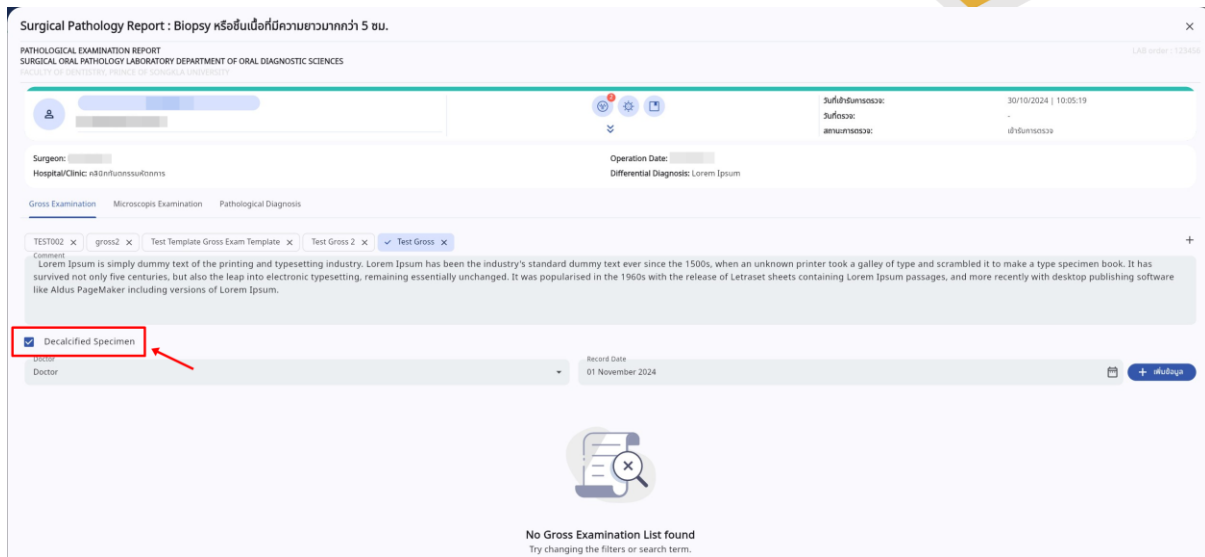 Surgical Pathology Report : Biopsy หรือชิ้นเนื้อที่มีความยาวมากกว่า 5 ซม.
PATHOLOGICAL EXAMINATION REPORT
LAB order : 123456
SURGICAL ORAL PATHOLOGY LABORATORY DEPARTMENT OF ORAL DIAGNOSTIC SCIENCES
FACULTY OF DENTISTRY, PRINCE OF SONGKLA UNIVERSITY
2
วันที่เข้ารับการตรวจ: 30/10/2024 | 10:05:19
วันที่ตรวจ: -
สถานะการตรวจ: เข้ารับการตรวจ
Surgeon:
Operation Date:
Hospital/Clinic: คลินิกทันตกรรมหัตถการ
Differential Diagnosis: Lorem Ipsum
Gross Examination Microscopis Examination Pathological Diagnosis
TEST002 x gross2 x Test Template Gross Exam Template x Test Gross 2 x ✓ Test Gross x +
Comment
Lorem Ipsum is simply dummy text of the printing and typesetting industry. Lorem Ipsum has been the industry's standard dummy text ever since the 1500s, when an unknown printer took a galley of type and scrambled it to make a type specimen book. It has
survived not only five centuries, but also the leap into electronic typesetting, remaining essentially unchanged. It was popularised in the 1960s with the release of Letraset sheets containing Lorem Ipsum passages, and more recently with desktop publishing software
like Aldus PageMaker including versions of Lorem Ipsum.
Decalcified Specimen
Doctor
Doctor
Record Date
01 November 2024
+ เพิ่มข้อมูล
No Gross Examination List found
Try changing the filters or search term.